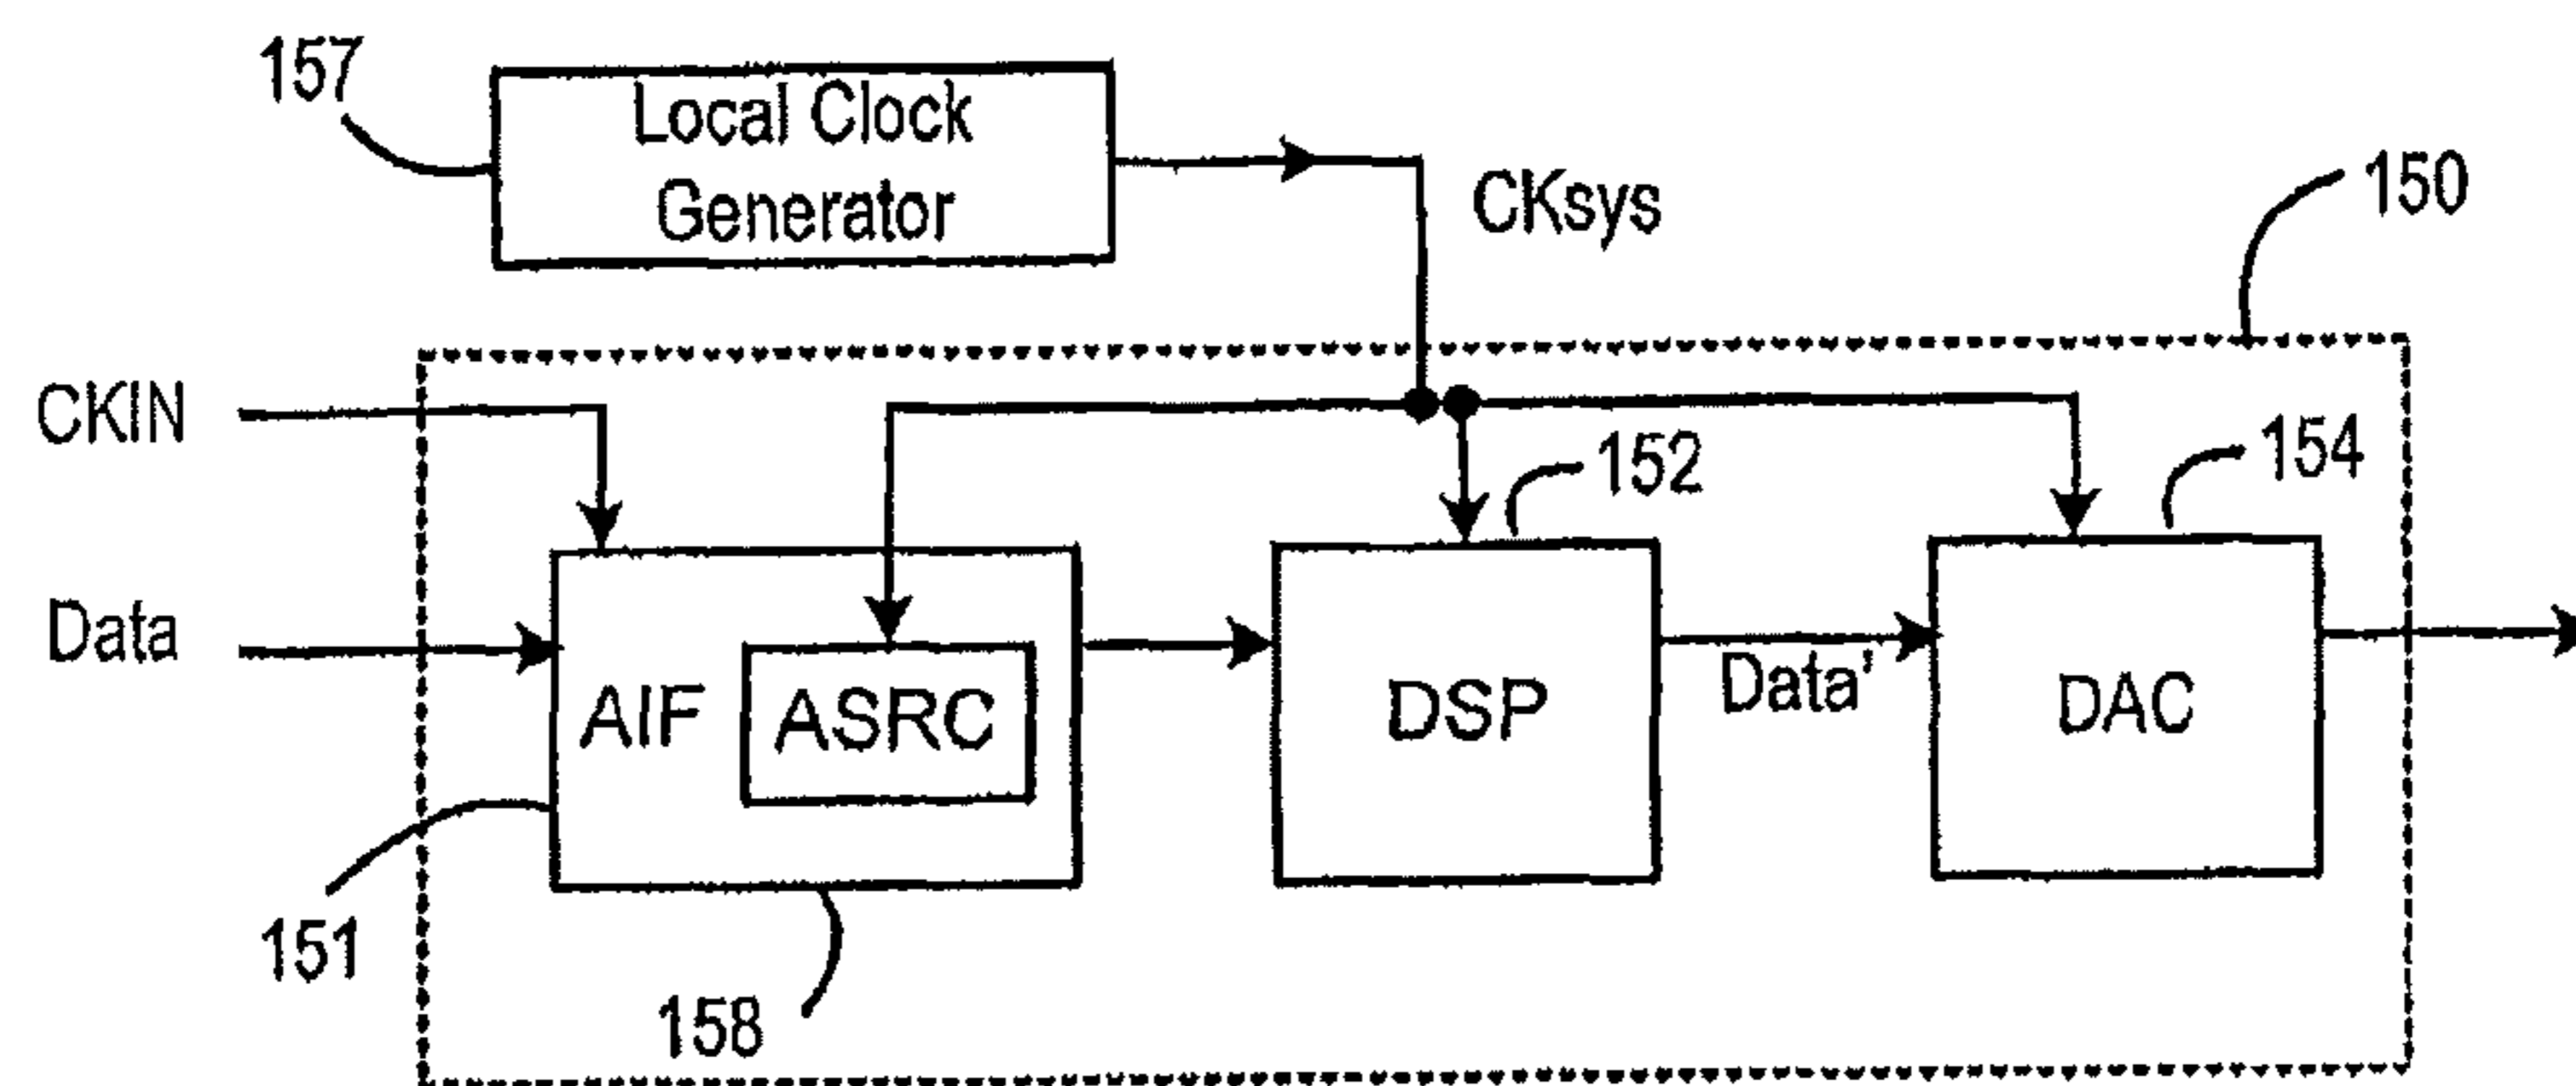 157
Local Clock
Generator
CKsys
150
CKIN
152
154
Data
AIF
ASRC
DSP
Data'
DAC
151
158